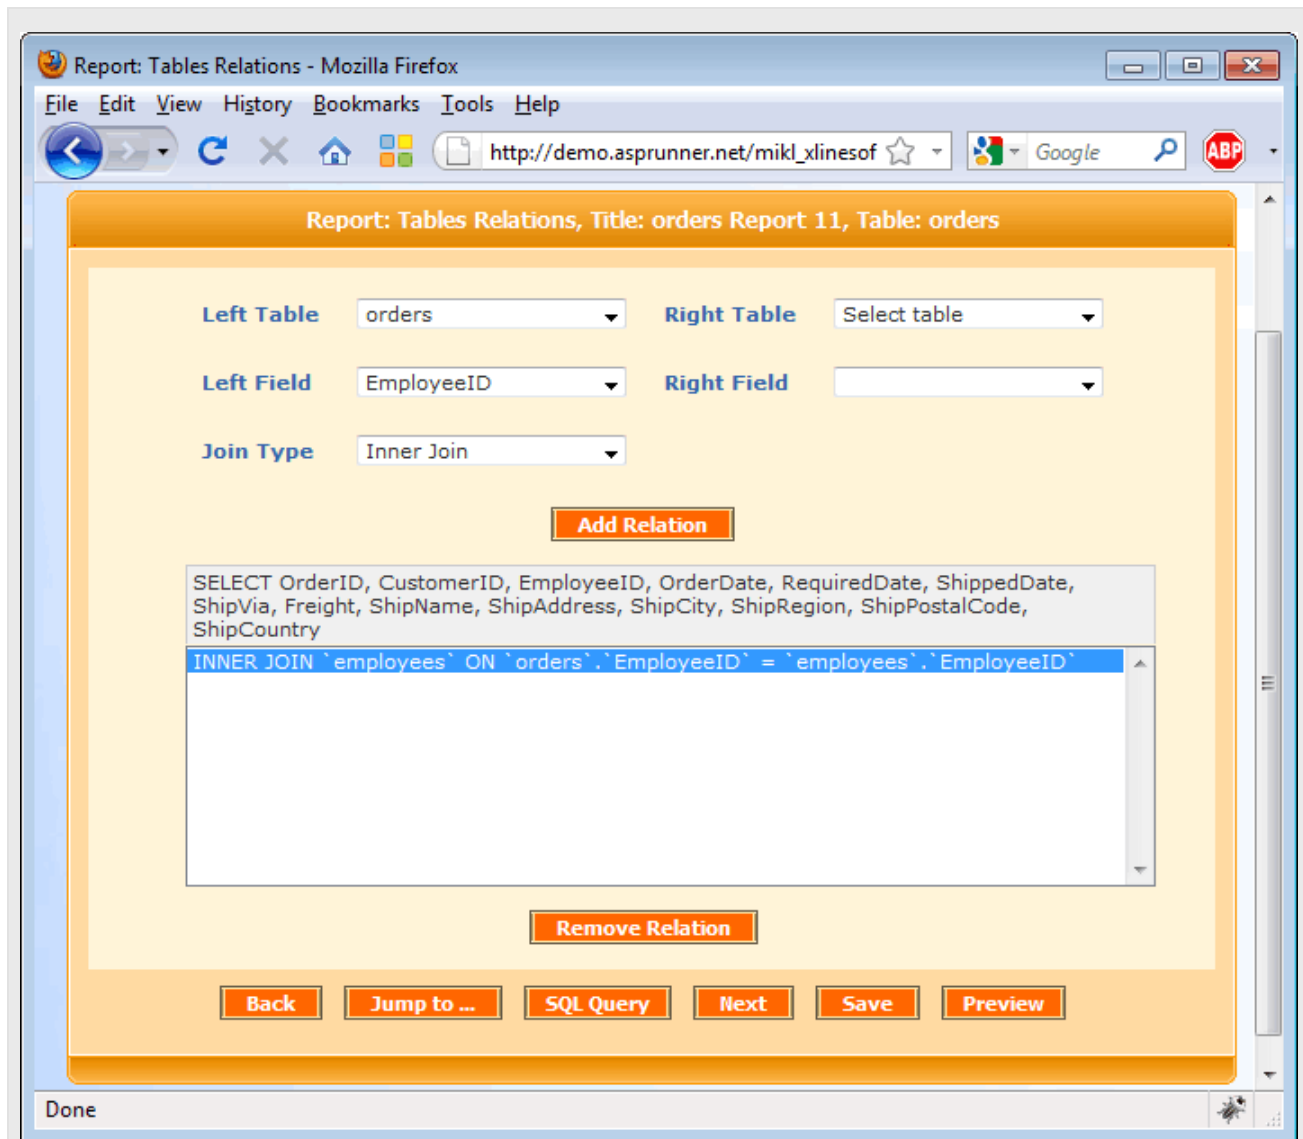 Report: Tables Relations - Mozilla Firefox
File Edit View History Bookmarks Tools Help
http://demo.asprunner.net/mikl_xlinesof Google ABP
Report: Tables Relations, Title: orders Report 11, Table: orders
Left Table orders Right Table Select table
Left Field EmployeeID Right Field
Join Type Inner Join
Add Relation
SELECT OrderID, CustomerID, EmployeeID, OrderDate, RequiredDate, ShippedDate,
ShipVia, Freight, ShipName, ShipAddress, ShipCity, ShipRegion, ShipPostalCode,
ShipCountry
INNER JOIN `employees` ON `orders`.`EmployeeID` = `employees`.`EmployeeID`
Remove Relation
Back Jump to ... SQL Query Next Save Preview
Done